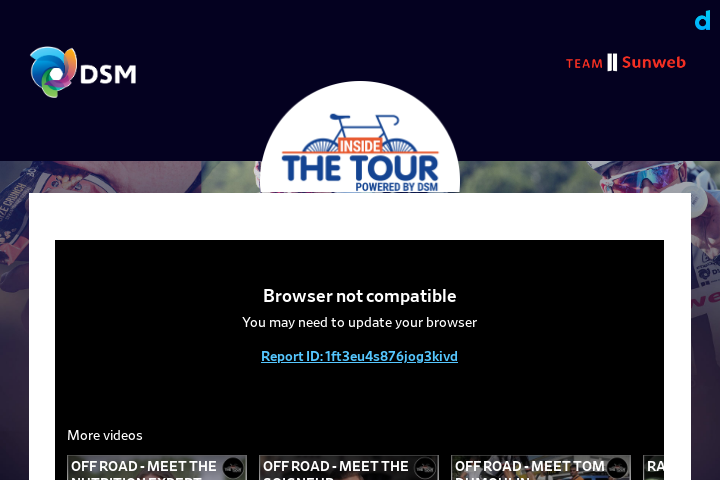 d
DSM
TEAM Sunweb
INSIDE
THE TOUR
POWERED BY DSM
Browser not compatible
You may need to update your browser
Report ID: 1ft3eu4s876jog3kivd
More videos
OFF ROAD - MEET THE
OFF ROAD - MEET THE
OFF ROAD - MEET TOM
RA
NUTRITION EXPERT
SOIGNEUR
DUMOULIN